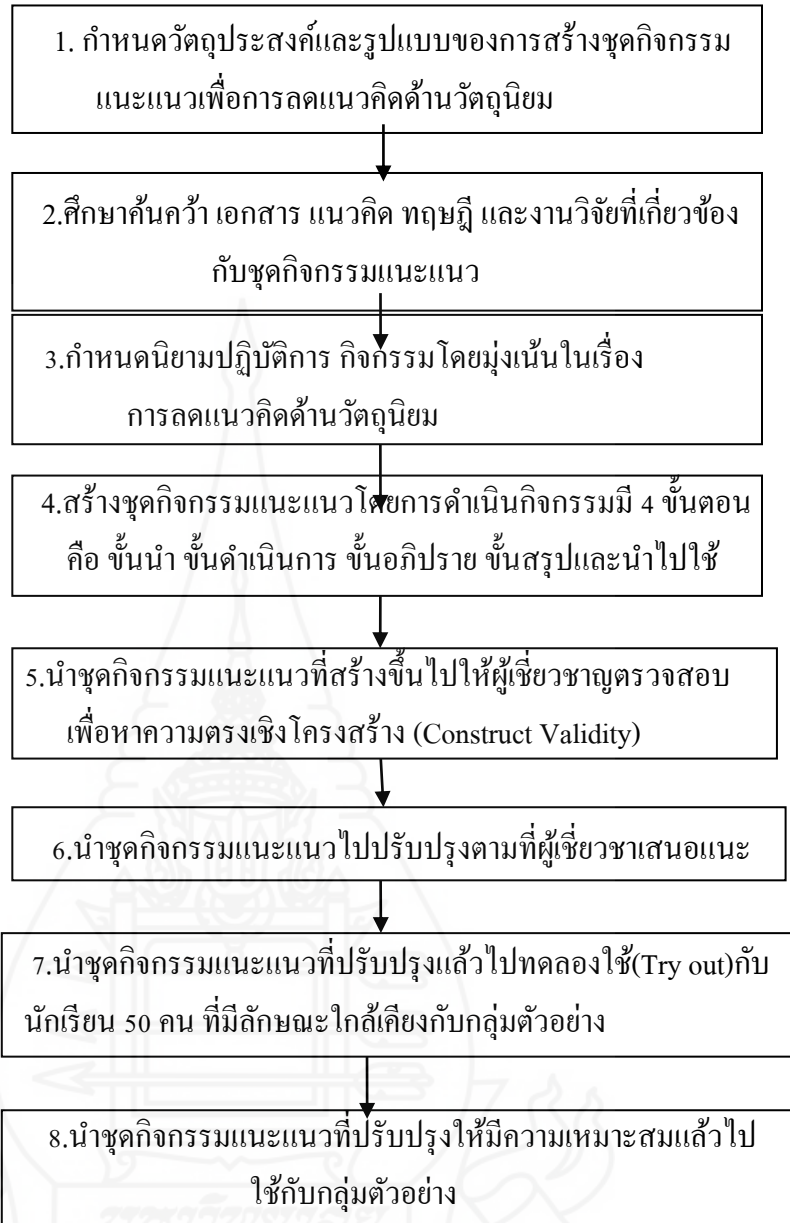 1. กำหนดวัตถุประสงค์และรูปแบบของการสร้างชุดกิจกรรม
แนะแนวเพื่อการลดแนวคิดด้านวัตถุนิยม
2.ศึกษาค้นคว้า เอกสาร แนวคิด ทฤษฎี และงานวิจัยที่เกี่ยวข้อง
กับชุดกิจกรรมแนะแนว
3.กำหนดนิยามปฏิบัติการ กิจกรรมโดยมุ่งเน้นในเรื่อง
การลดแนวคิดด้านวัตถุนิยม
4.สร้างชุดกิจกรรมแนะแนวโดยการดำเนินกิจกรรมมี 4 ขั้นตอน
คือ ขั้นนำ ขั้นดำเนินการ ขั้นอภิปราย ขั้นสรุปและนำไปใช้
5.นำชุดกิจกรรมแนะแนวที่สร้างขึ้นไปให้ผู้เชี่ยวชาญตรวจสอบ
เพื่อหาความตรงเชิงโครงสร้าง (Construct Validity)
6.นำชุดกิจกรรมแนะแนวไปปรับปรุงตามที่ผู้เชี่ยวชาเสนอแนะ
7.นำชุดกิจกรรมแนะแนวที่ปรับปรุงแล้วไปทดลองใช้(Try out)กับ
นักเรียน 50 คน ที่มีลักษณะใกล้เคียงกับกลุ่มตัวอย่าง
8.นำชุดกิจกรรมแนะแนวที่ปรับปรุงให้มีความเหมาะสมแล้วไป
ใช้กับกลุ่มตัวอย่าง